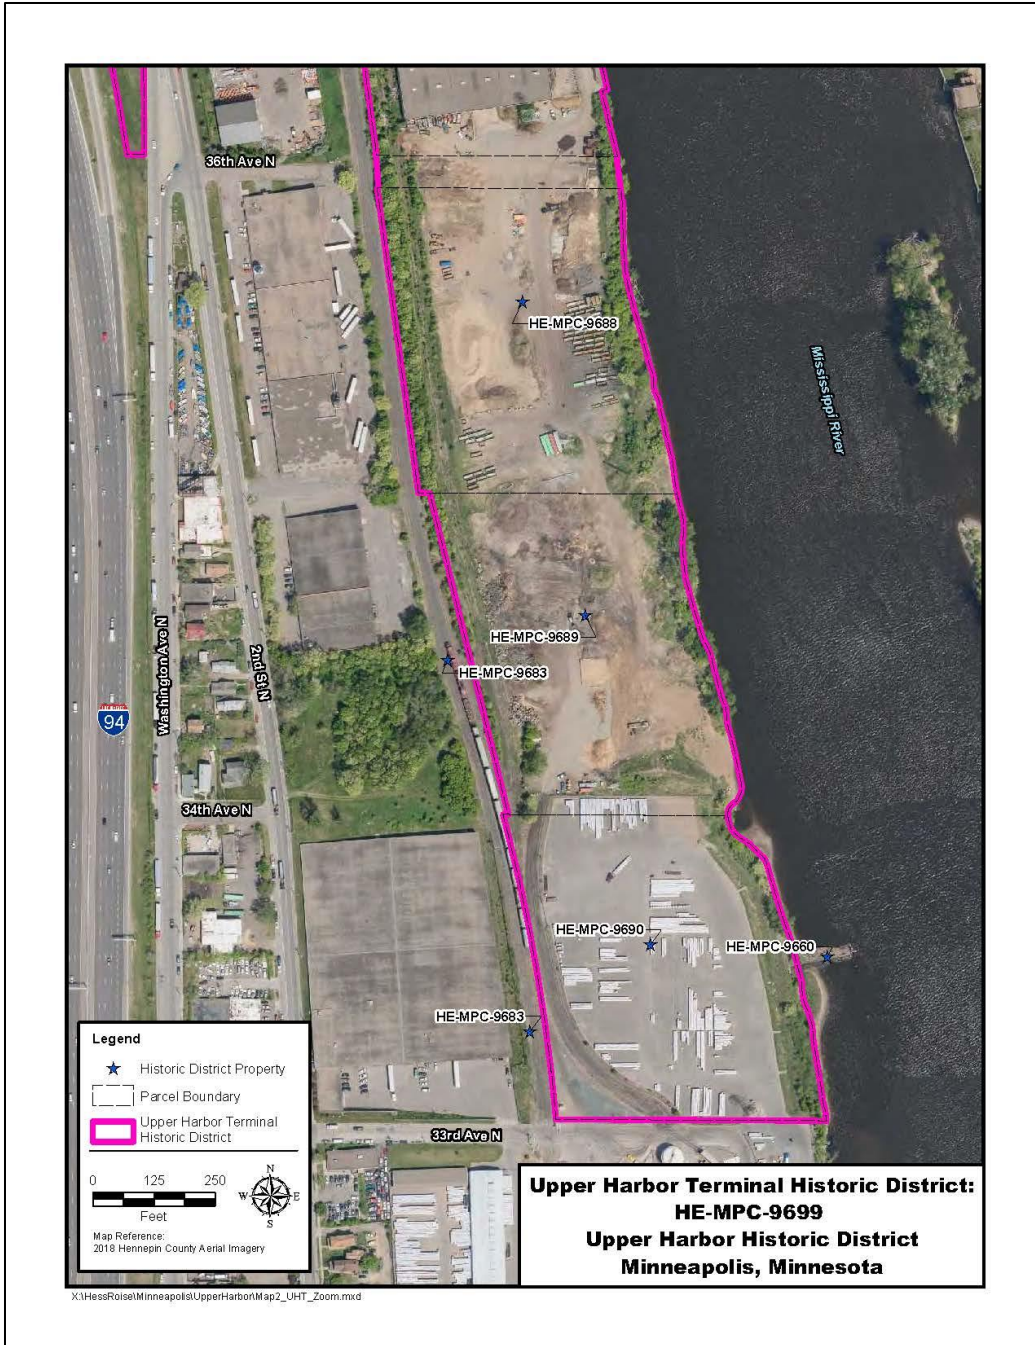 36th Ave N
HE-MPC-9688
Mississippi River
HE-MPC-9689
HE-MPC-9683
Washington Ave N
2nd St N
94
34th Ave N
HE-MPC-9690
HE-MPC-9660
HE-MPC-9683
33rd Ave N
Legend
Historic District Property
Parcel Boundary
Upper Harbor Terminal
Historic District
0 125 250
Feet
N
W E
S
Map Reference:
2018 Hennepin County Aerial Imagery
Upper Harbor Terminal Historic District:
HE-MPC-9699
Upper Harbor Historic District
Minneapolis, Minnesota
X:\HessRoise\Minneapolis\UpperHarbor\Map2_UHT_Zoom.mxd